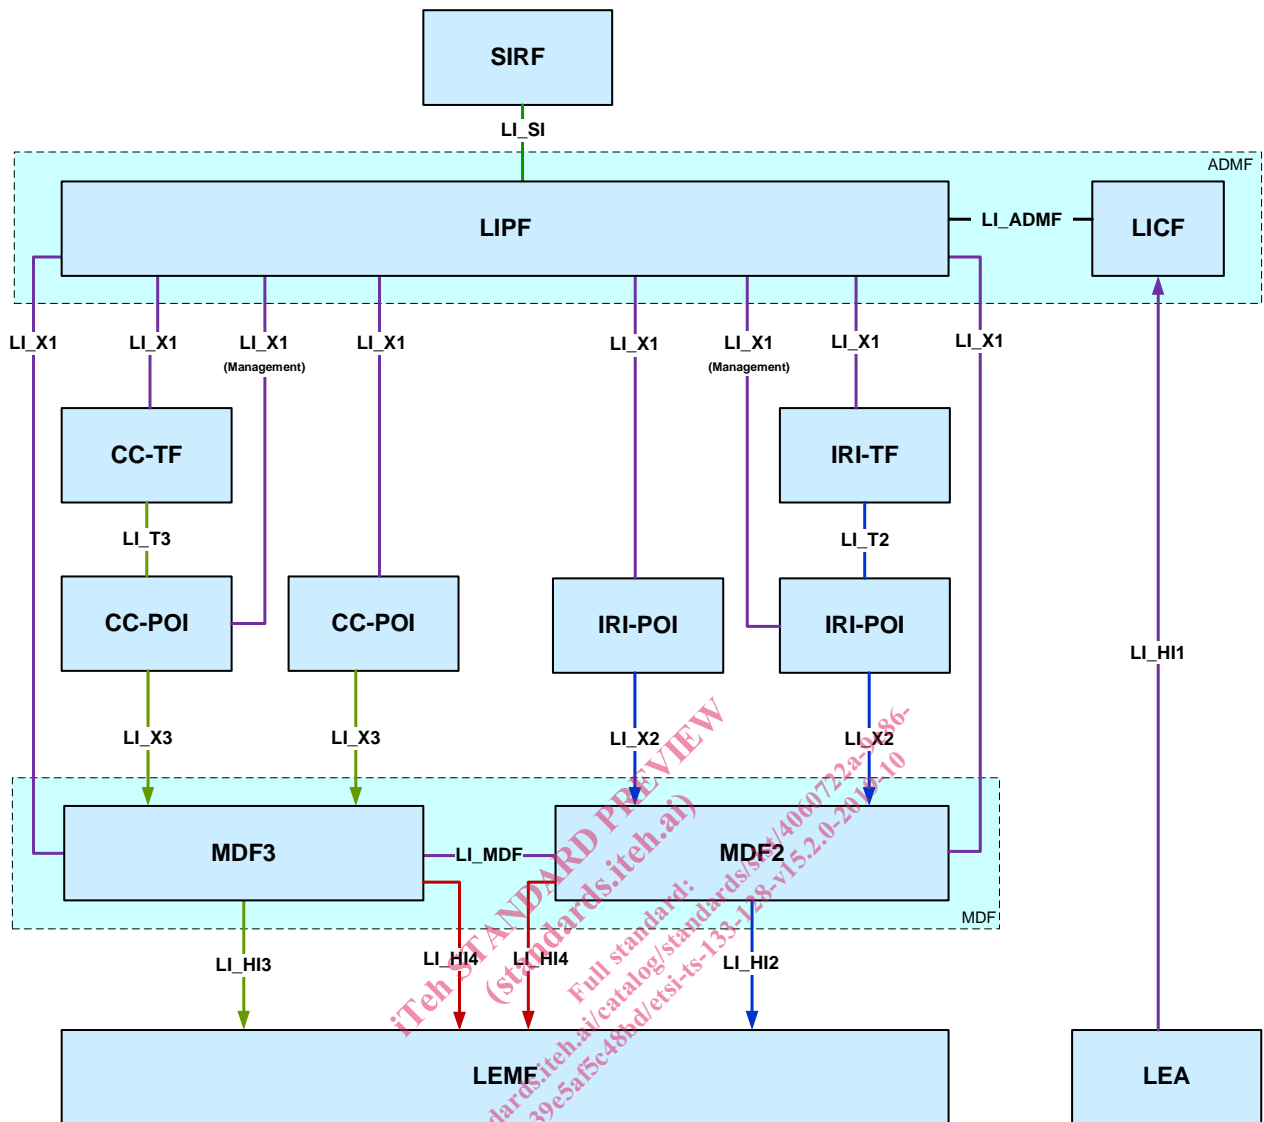 SIRF
LI_SI
ADMF
LIPF
LI_ADMF
LICF
LI_X1
LI_X1
LI_X1
(Management)
LI_X1
LI_X1
LI_X1
(Management)
LI_X1
LI_X1
CC-TF
IRI-TF
LI_T3
LI_T2
CC-POI
CC-POI
IRI-POI
IRI-POI
LI_HI1
LI_X3
LI_X3
LI_X2
LI_X2
MDF3
LI_MDF
MDF2
MDF
LI_HI3
LI_HI4
LI_HI4
LI_HI2
LEMF
LEA
iTeh STANDARD PREVIEW
(standards.iteh.ai)
Full standard: